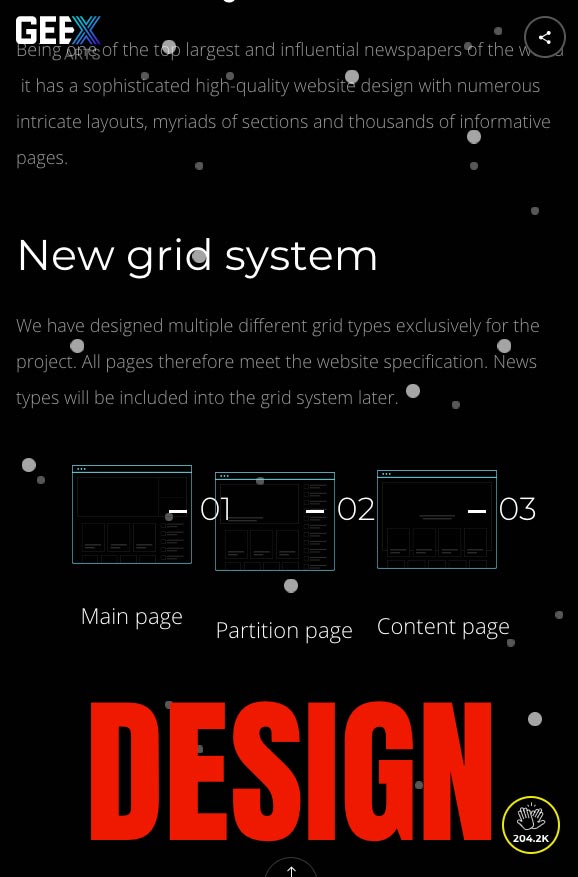 GEEX
ARTS
Being one of the top largest and influential newspapers of the world
it has a sophisticated high-quality website design with numerous
intricate layouts, myriads of sections and thousands of informative
pages.
New grid system
We have designed multiple different grid types exclusively for the
project. All pages therefore meet the website specification. News
types will be included into the grid system later.
01
02
03
Main page
Partition page
Content page
DESIGN
204.2K